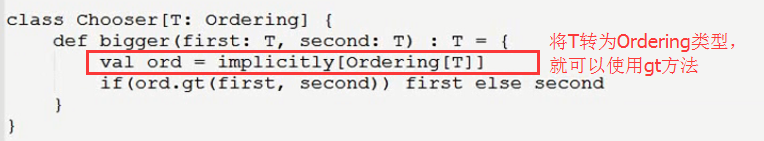 class Chooser[T: Ordering] {
def bigger(first: T, second: T) : T = {
val ord = implicitly[Ordering[T]]
if(ord.gt(first, second)) first else second
}
}
将T转为Ordering类型，
就可以使用gt方法